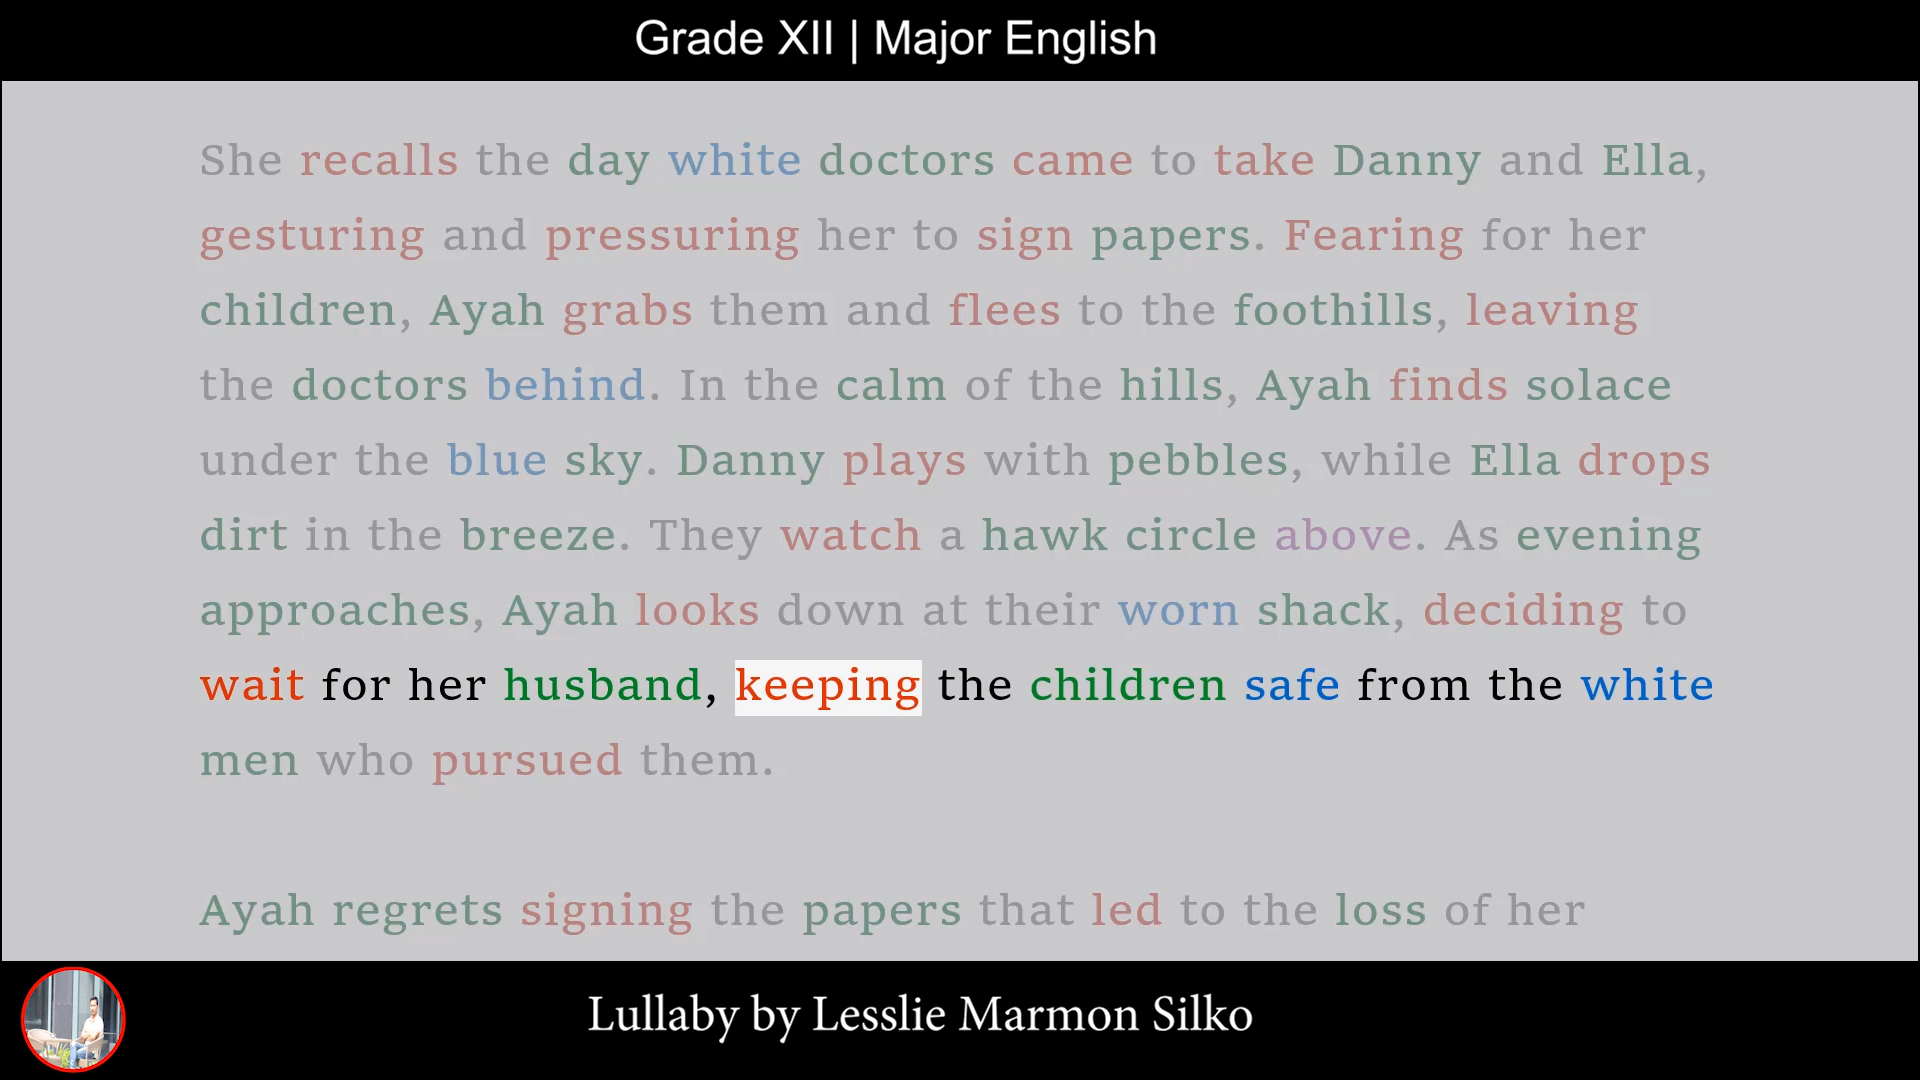 Grade XII | Major English
She recalls the day white doctors came to take Danny and Ella,
gesturing and pressuring her to sign papers. Fearing for her
children, Ayah grabs them and flees to the foothills, leaving
the doctors behind. In the calm of the hills, Ayah finds solace
under the blue sky. Danny plays with pebbles, while Ella drops
dirt in the breeze. They watch a hawk circle above. As evening
approaches, Ayah looks down at their worn shack, deciding to
wait for her husband, keeping the children safe from the white
men who pursued them.
Ayah regrets signing the papers that led to the loss of her
Lullaby by Lesslie Marmon Silko